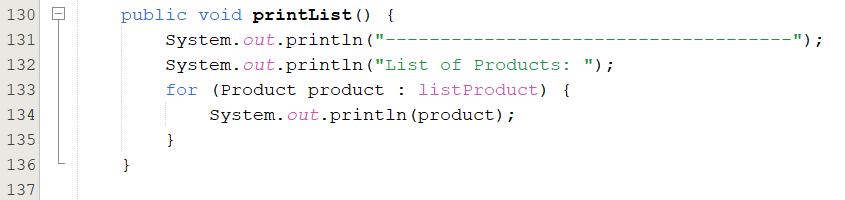 130 public void printList() {
131 System.out.println("-------------------------------------");
132 System.out.println("List of Products: ");
133 for (Product product : listProduct) {
134 System.out.println(product);
135 }
136 }
137